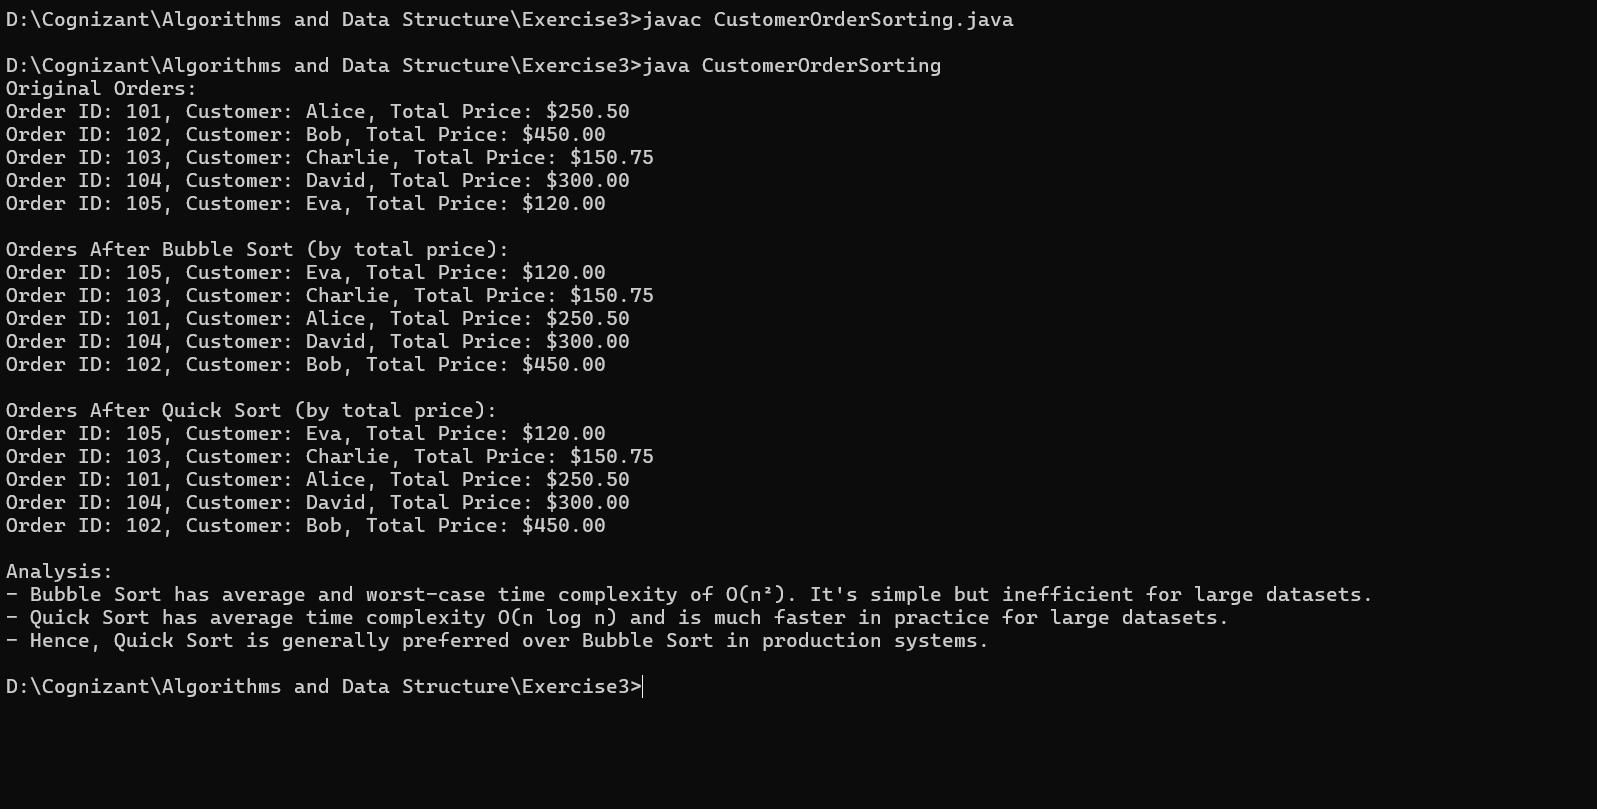 D:\Cognizant\Algorithms and Data Structure\Exercise3>javac CustomerOrderSorting.java
D:\Cognizant\Algorithms and Data Structure\Exercise3>java CustomerOrderSorting
Original Orders:
Order ID: 101, Customer: Alice, Total Price: $250.50
Order ID: 102, Customer: Bob, Total Price: $450.00
Order ID: 103, Customer: Charlie, Total Price: $150.75
Order ID: 104, Customer: David, Total Price: $300.00
Order ID: 105, Customer: Eva, Total Price: $120.00
Orders After Bubble Sort (by total price):
Order ID: 105, Customer: Eva, Total Price: $120.00
Order ID: 103, Customer: Charlie, Total Price: $150.75
Order ID: 101, Customer: Alice, Total Price: $250.50
Order ID: 104, Customer: David, Total Price: $300.00
Order ID: 102, Customer: Bob, Total Price: $450.00
Orders After Quick Sort (by total price):
Order ID: 105, Customer: Eva, Total Price: $120.00
Order ID: 103, Customer: Charlie, Total Price: $150.75
Order ID: 101, Customer: Alice, Total Price: $250.50
Order ID: 104, Customer: David, Total Price: $300.00
Order ID: 102, Customer: Bob, Total Price: $450.00
Analysis:
- Bubble Sort has average and worst-case time complexity of O(n²). It's simple but inefficient for large datasets.
- Quick Sort has average time complexity O(n log n) and is much faster in practice for large datasets.
- Hence, Quick Sort is generally preferred over Bubble Sort in production systems.
D:\Cognizant\Algorithms and Data Structure\Exercise3>